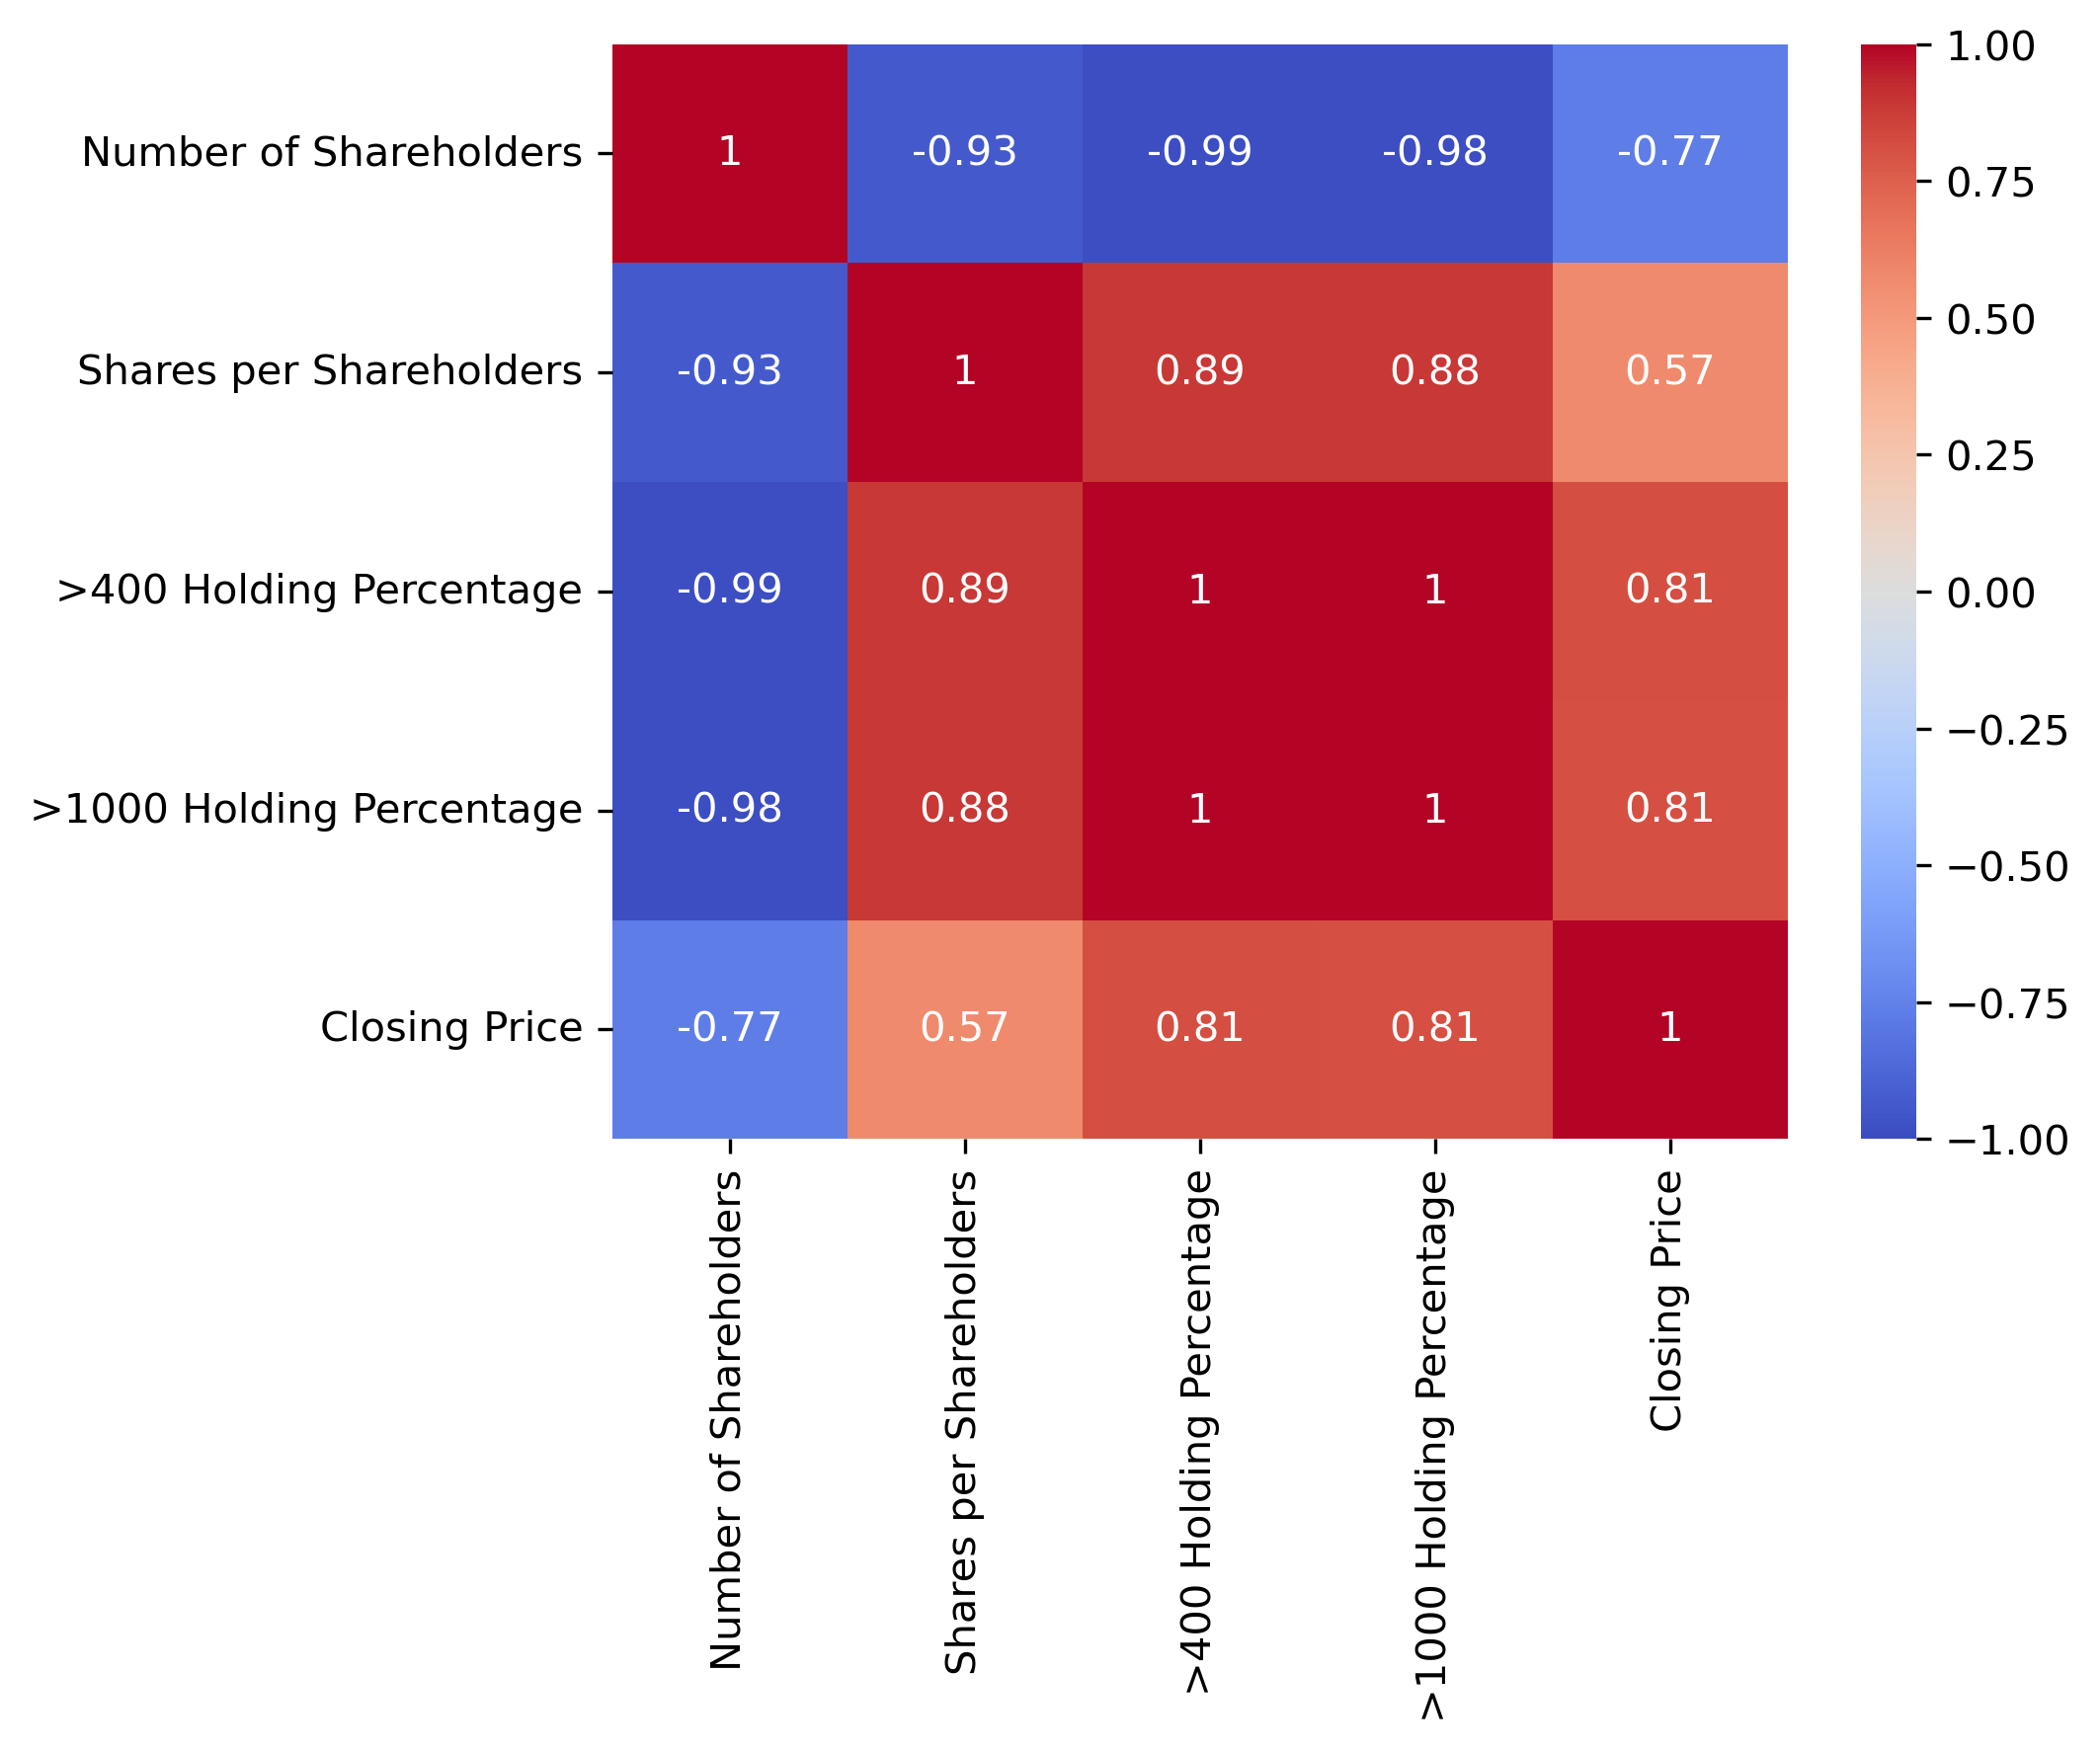 Number of Shareholders 1 -0.93 -0.99 -0.98 -0.77
Shares per Shareholders -0.93 1 0.89 0.88 0.57
>400 Holding Percentage -0.99 0.89 1 1 0.81
>1000 Holding Percentage -0.98 0.88 1 1 0.81
Closing Price -0.77 0.57 0.81 0.81 1
Number of Shareholders
Shares per Shareholders
>400 Holding Percentage
>1000 Holding Percentage
Closing Price
1.00
0.75
0.50
0.25
0.00
−0.25
−0.50
−0.75
−1.00